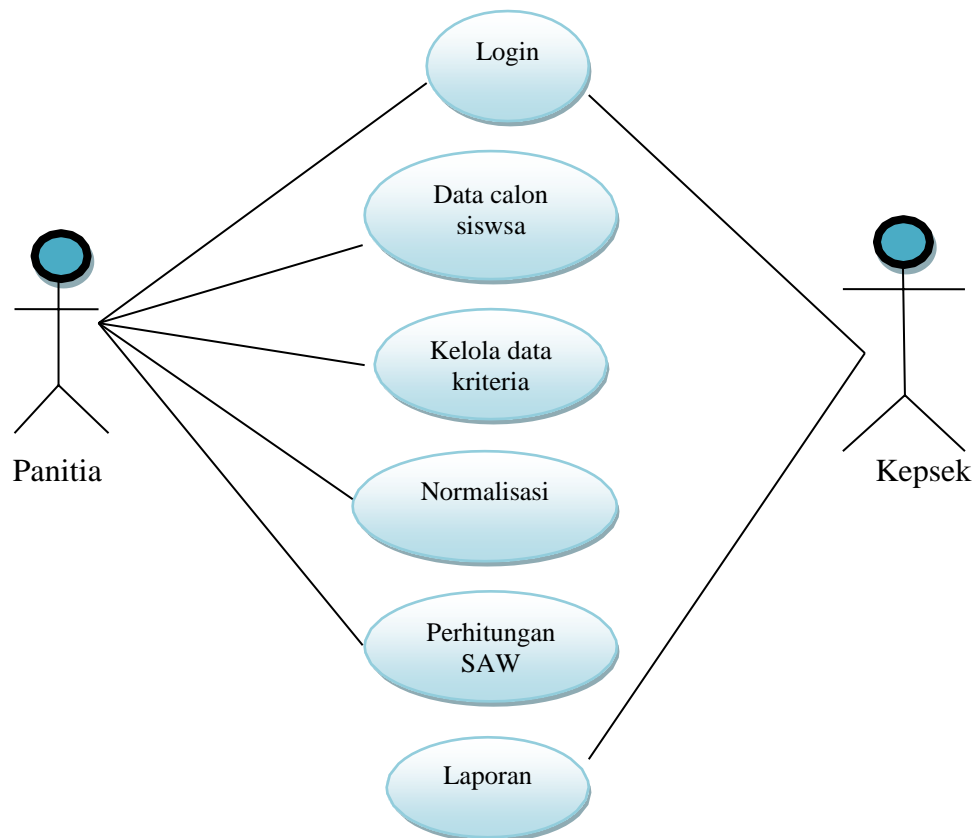 Login
Data calon
siswsa
Kelola data
kriteria
Panitia
Kepsek
Normalisasi
Perhitungan
SAW
Laporan